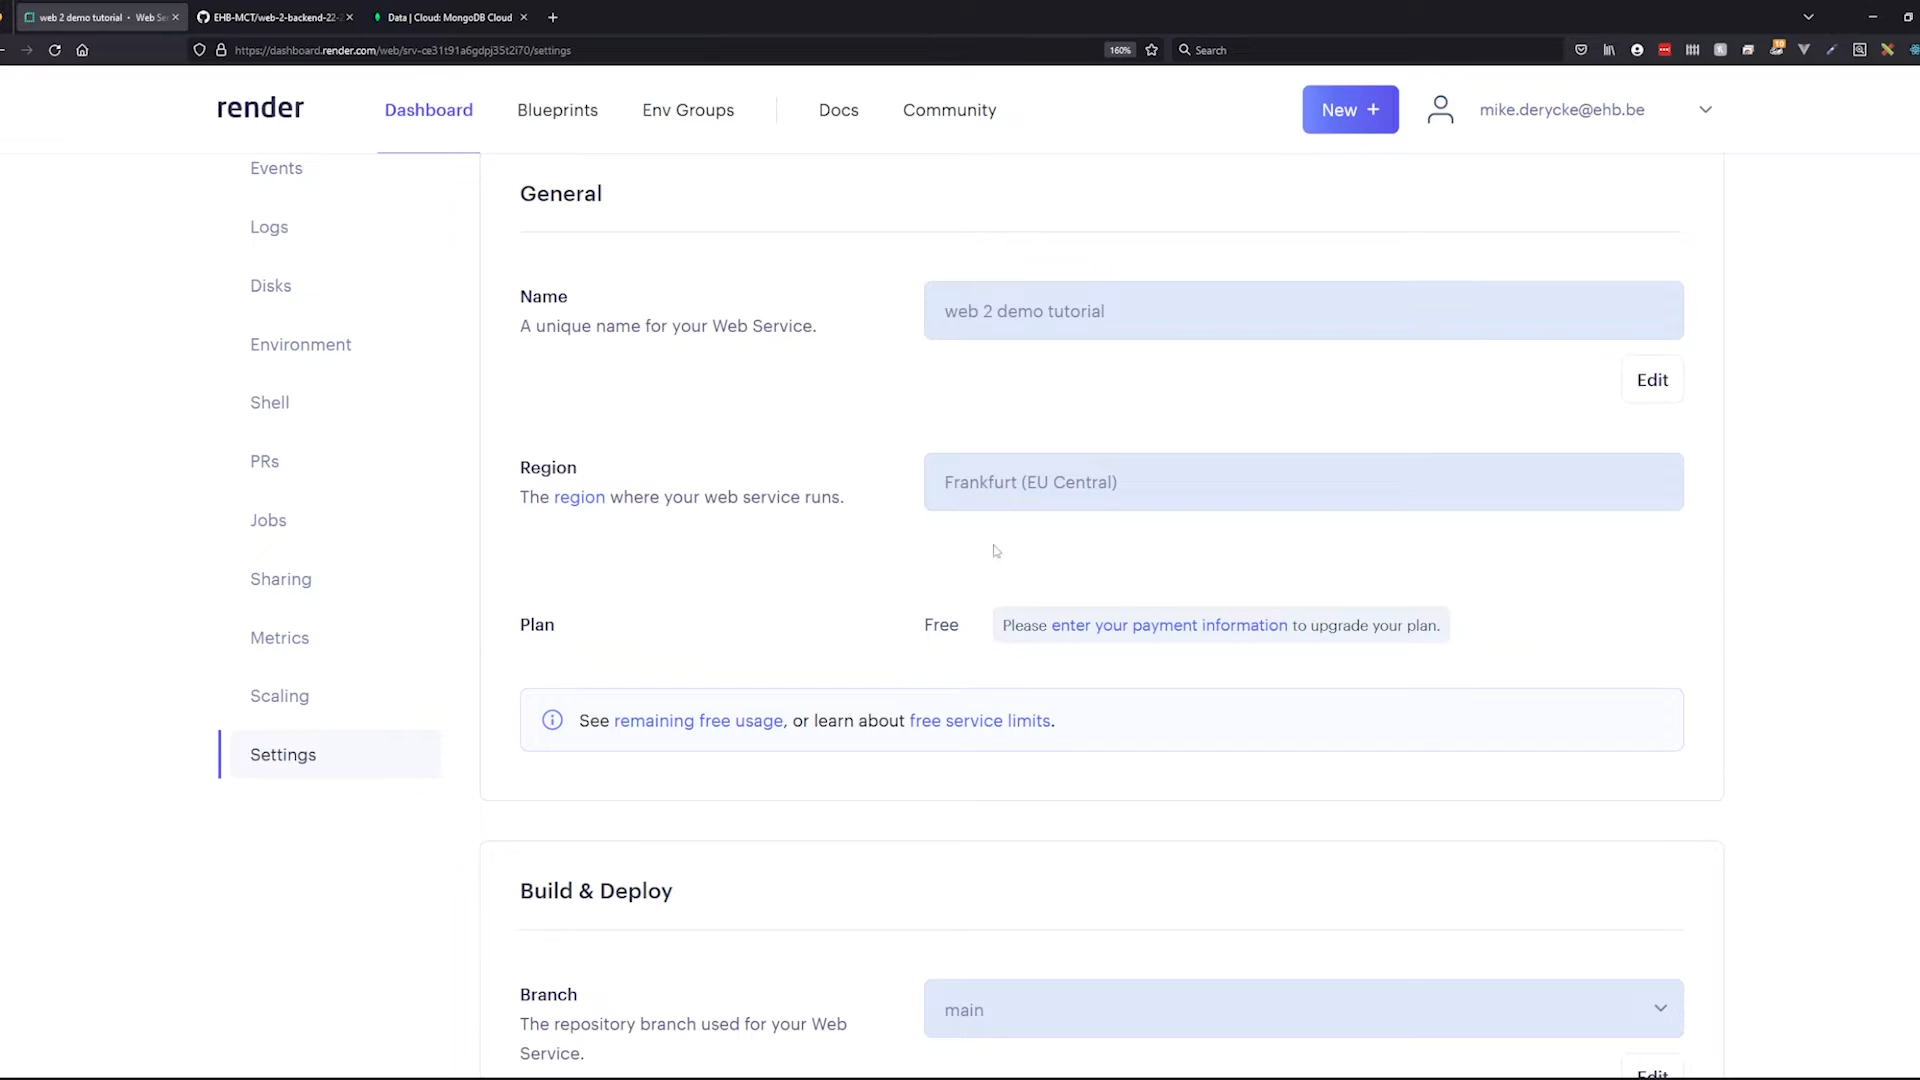 web 2 demo tutorial • Web Se
EHB-MCT/web-2-backend-22-2
Data | Cloud: MongoDB Cloud
https://dashboard.render.com/web/srv-ce31t91a6gdpj35t2i70/settings
160%
Search
render
Dashboard
Blueprints
Env Groups
Docs
Community
New +
mike.derycke@ehb.be
Events
Logs
Disks
Environment
Shell
PRs
Jobs
Sharing
Metrics
Scaling
Settings
General
Name
A unique name for your Web Service.
web 2 demo tutorial
Edit
Region
The region where your web service runs.
Frankfurt (EU Central)
Plan
Free
Please enter your payment information to upgrade your plan.
See remaining free usage, or learn about free service limits.
Build & Deploy
Branch
The repository branch used for your Web
Service.
main
Edit